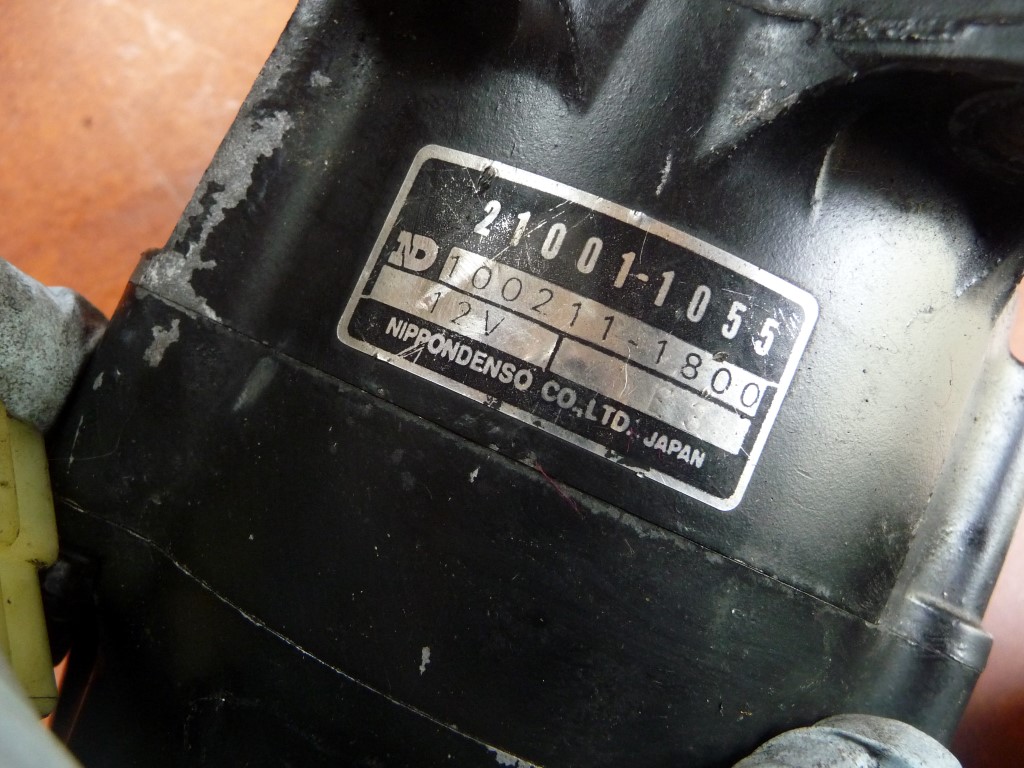 21001-1055
ND 100211-1800
12V
NIPPONDENSO CO.,LTD. JAPAN